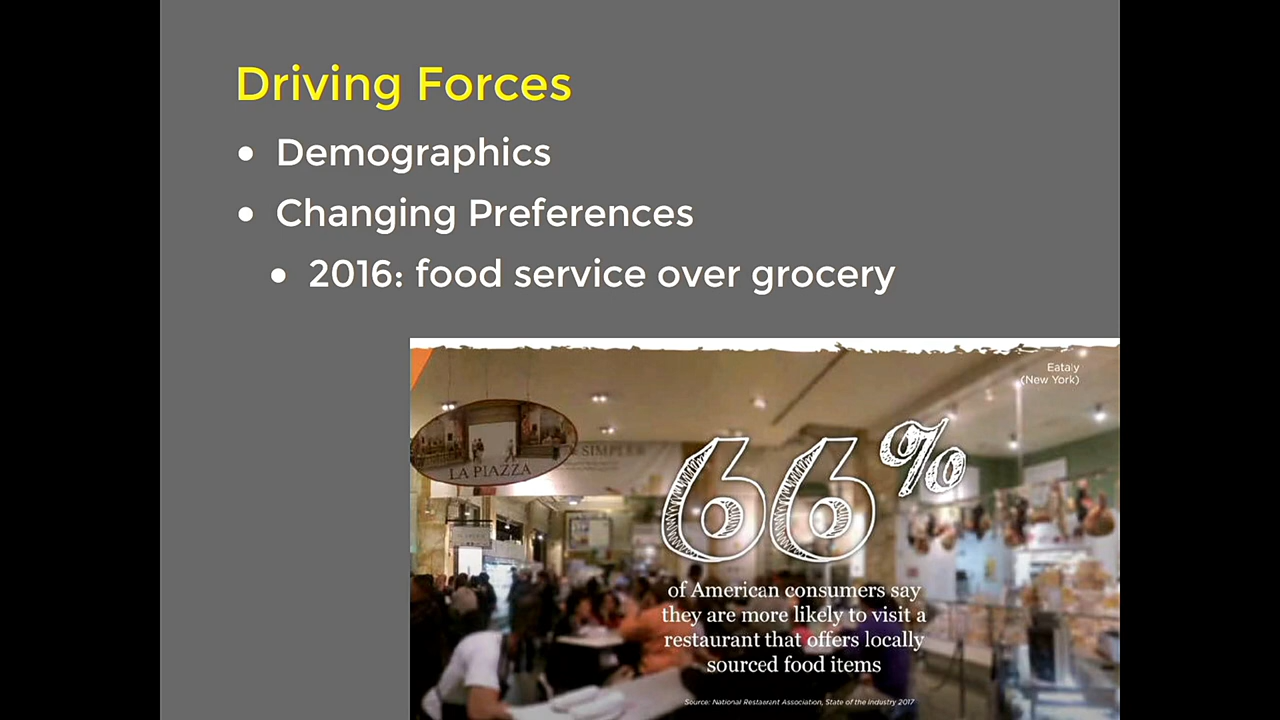 Driving Forces
• Demographics
• Changing Preferences
• 2016: food service over grocery
Eataly
(New York)
& SIMPLE
LA PIAZZA
66%
of American consumers say
they are more likely to visit a
restaurant that offers locally
sourced food items
Source: National Restaurant Association, State of the Industry 2017